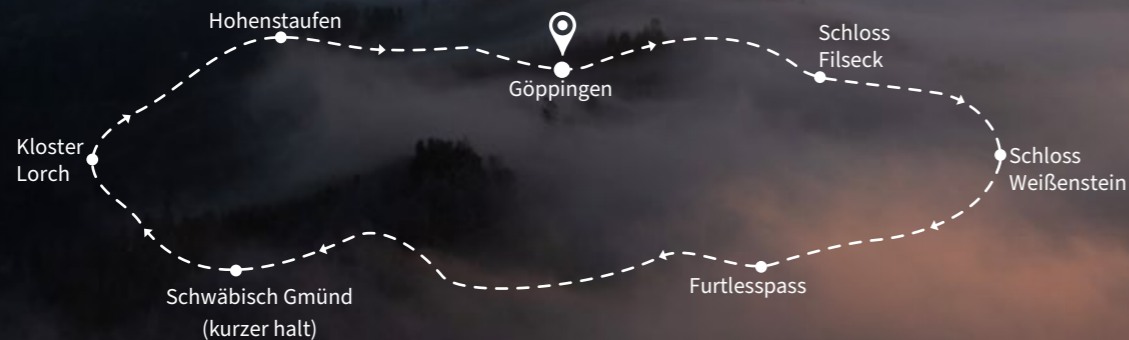 Hohenstaufen
Göppingen
Schloss
Filseck
Schloss
Weißenstein
Furtlesspass
Schwäbisch Gmünd
(kurzer halt)
Kloster
Lorch